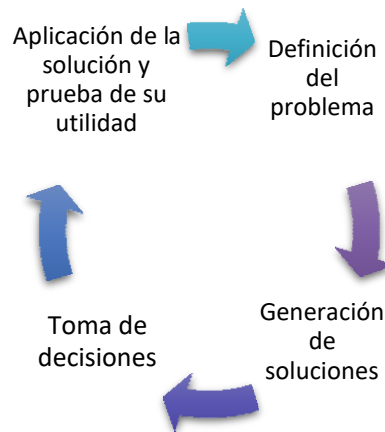 Aplicación de la
solución y
prueba de su
utilidad
Definición
del
problema
Generación
de
soluciones
Toma de
decisiones